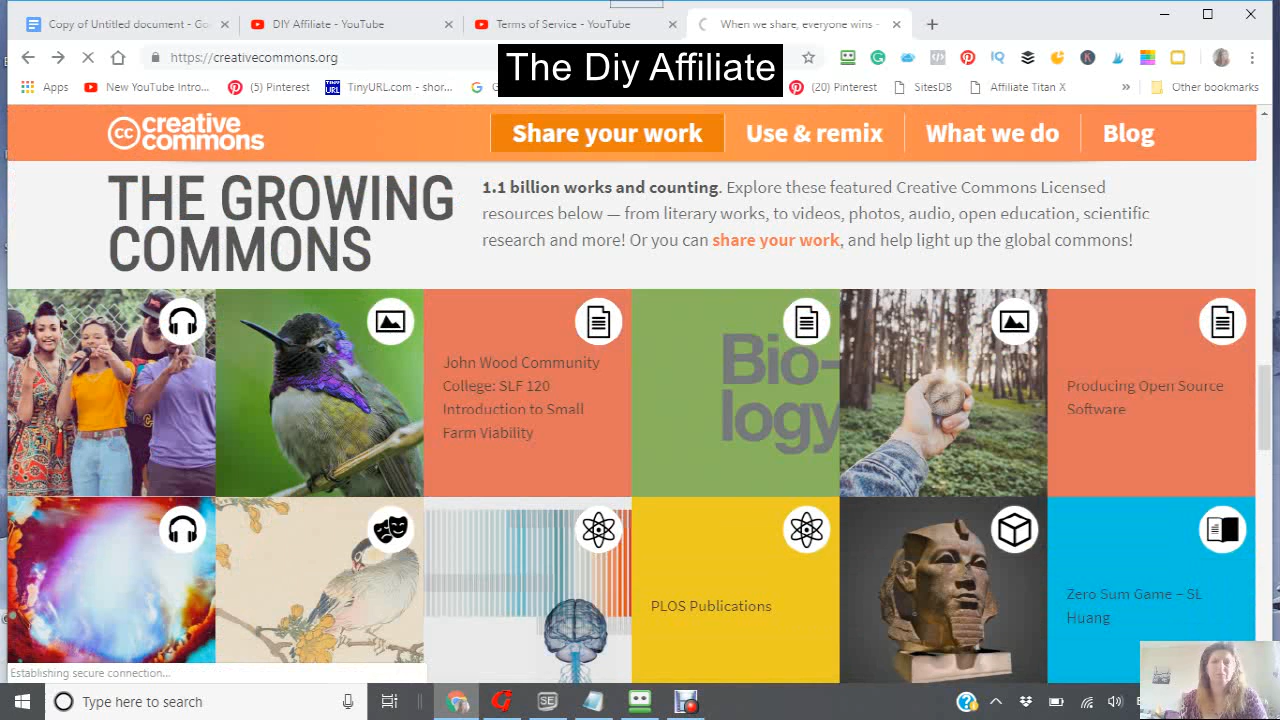 Copy of Untitled document - Go
DIY Affiliate - YouTube
Terms of Service - YouTube
When we share, everyone wins -
https://creativecommons.org
The Diy Affiliate
Apps
New YouTube Intro...
(5) Pinterest
TinyURL.com - shor...
(20) Pinterest
SitesDB
Affiliate Titan X
»
Other bookmarks
cc creative
commons
Share your work
Use & remix
What we do
Blog
THE GROWING
COMMONS
1.1 billion works and counting. Explore these featured Creative Commons Licensed
resources below — from literary works, to videos, photos, audio, open education, scientific
research and more! Or you can share your work, and help light up the global commons!
John Wood Community
College: SLF 120
Introduction to Small
Farm Viability
Bio-
logy
Producing Open Source
Software
PLOS Publications
Zero Sum Game – SL
Huang
Establishing secure connection...
Type here to search
SE